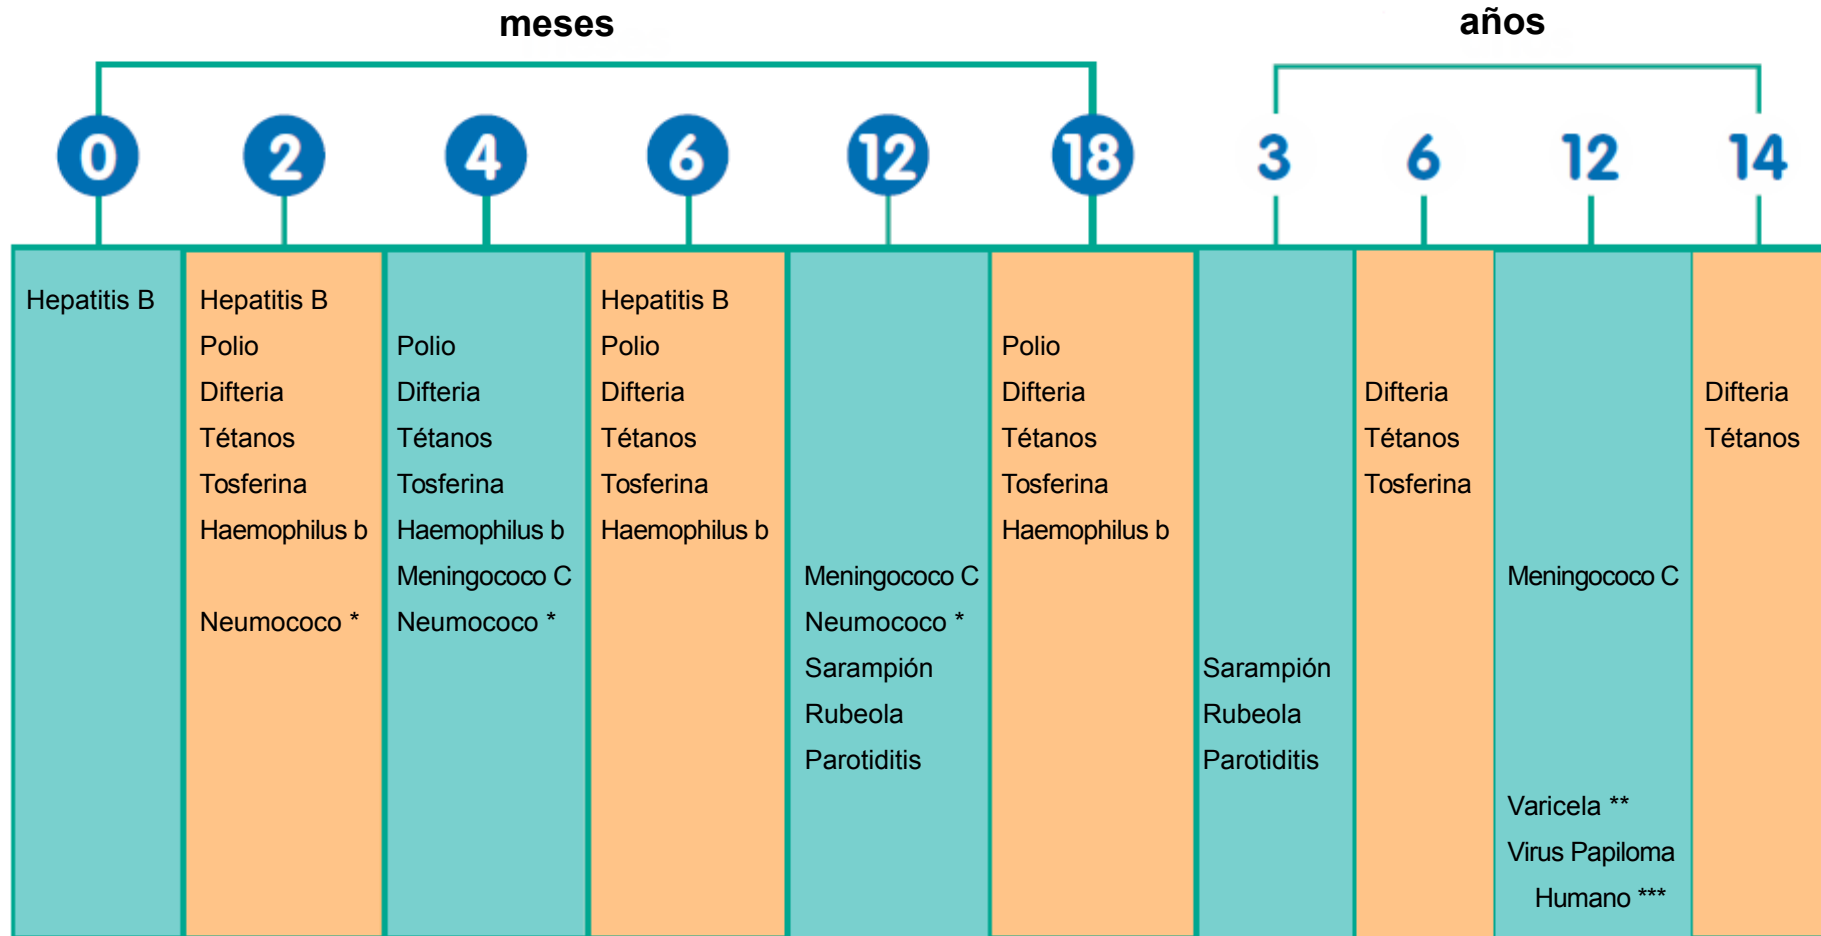 meses
años
0
2
4
6
12
18
3
6
12
14
Hepatitis B
Hepatitis B
Polio
Difteria
Tétanos
Tosferina
Haemophilus b
Neumococo *
Polio
Difteria
Tétanos
Tosferina
Haemophilus b
Meningococo C
Neumococo *
Hepatitis B
Polio
Difteria
Tétanos
Tosferina
Haemophilus b
Meningococo C
Neumococo *
Sarampión
Rubeola
Parotiditis
Polio
Difteria
Tétanos
Tosferina
Haemophilus b
Sarampión
Rubeola
Parotiditis
Difteria
Tétanos
Tosferina
Meningococo C
Varicela **
Virus Papiloma
Humano ***
Difteria
Tétanos